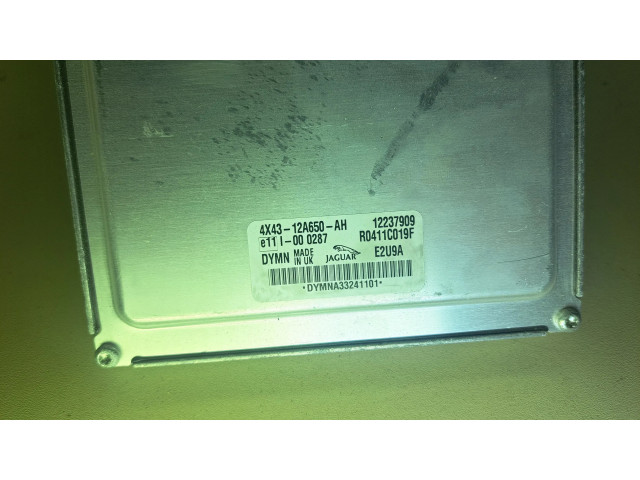 4X43-12A650-AH 12237909
e11 I-00 0287 R0411C019F
DYMN MADE IN UK JAGUAR E2U9A
*DYMNA33241101*